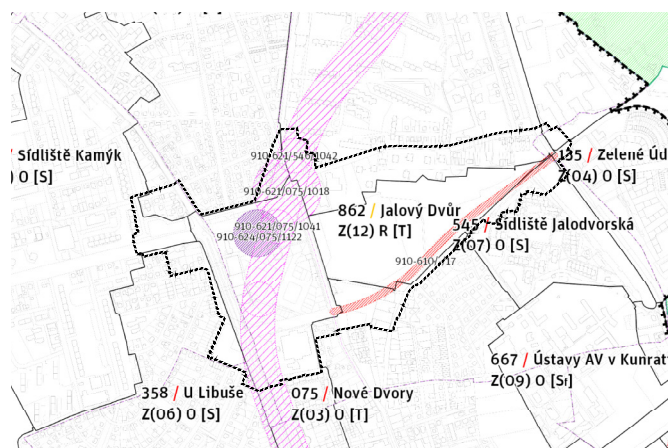 / Sídliště Kamýk
) O [S]
910-621/546/1042
910-621/075/1018
135 / Zelené Úd
Z(04) O [S]
862 / Jalový Dvůr
Z(12) R [T]
545 / Sídliště Jalodvorská
Z(07) O [S]
910-621/075/1041
910-624/075/1122
910-610/ /17
667 / Ústavy AV v Kunrat
Z(09) O [S]
358 / U Libuše
Z(06) O [S]
075 / Nové Dvory
Z(03) O [T]